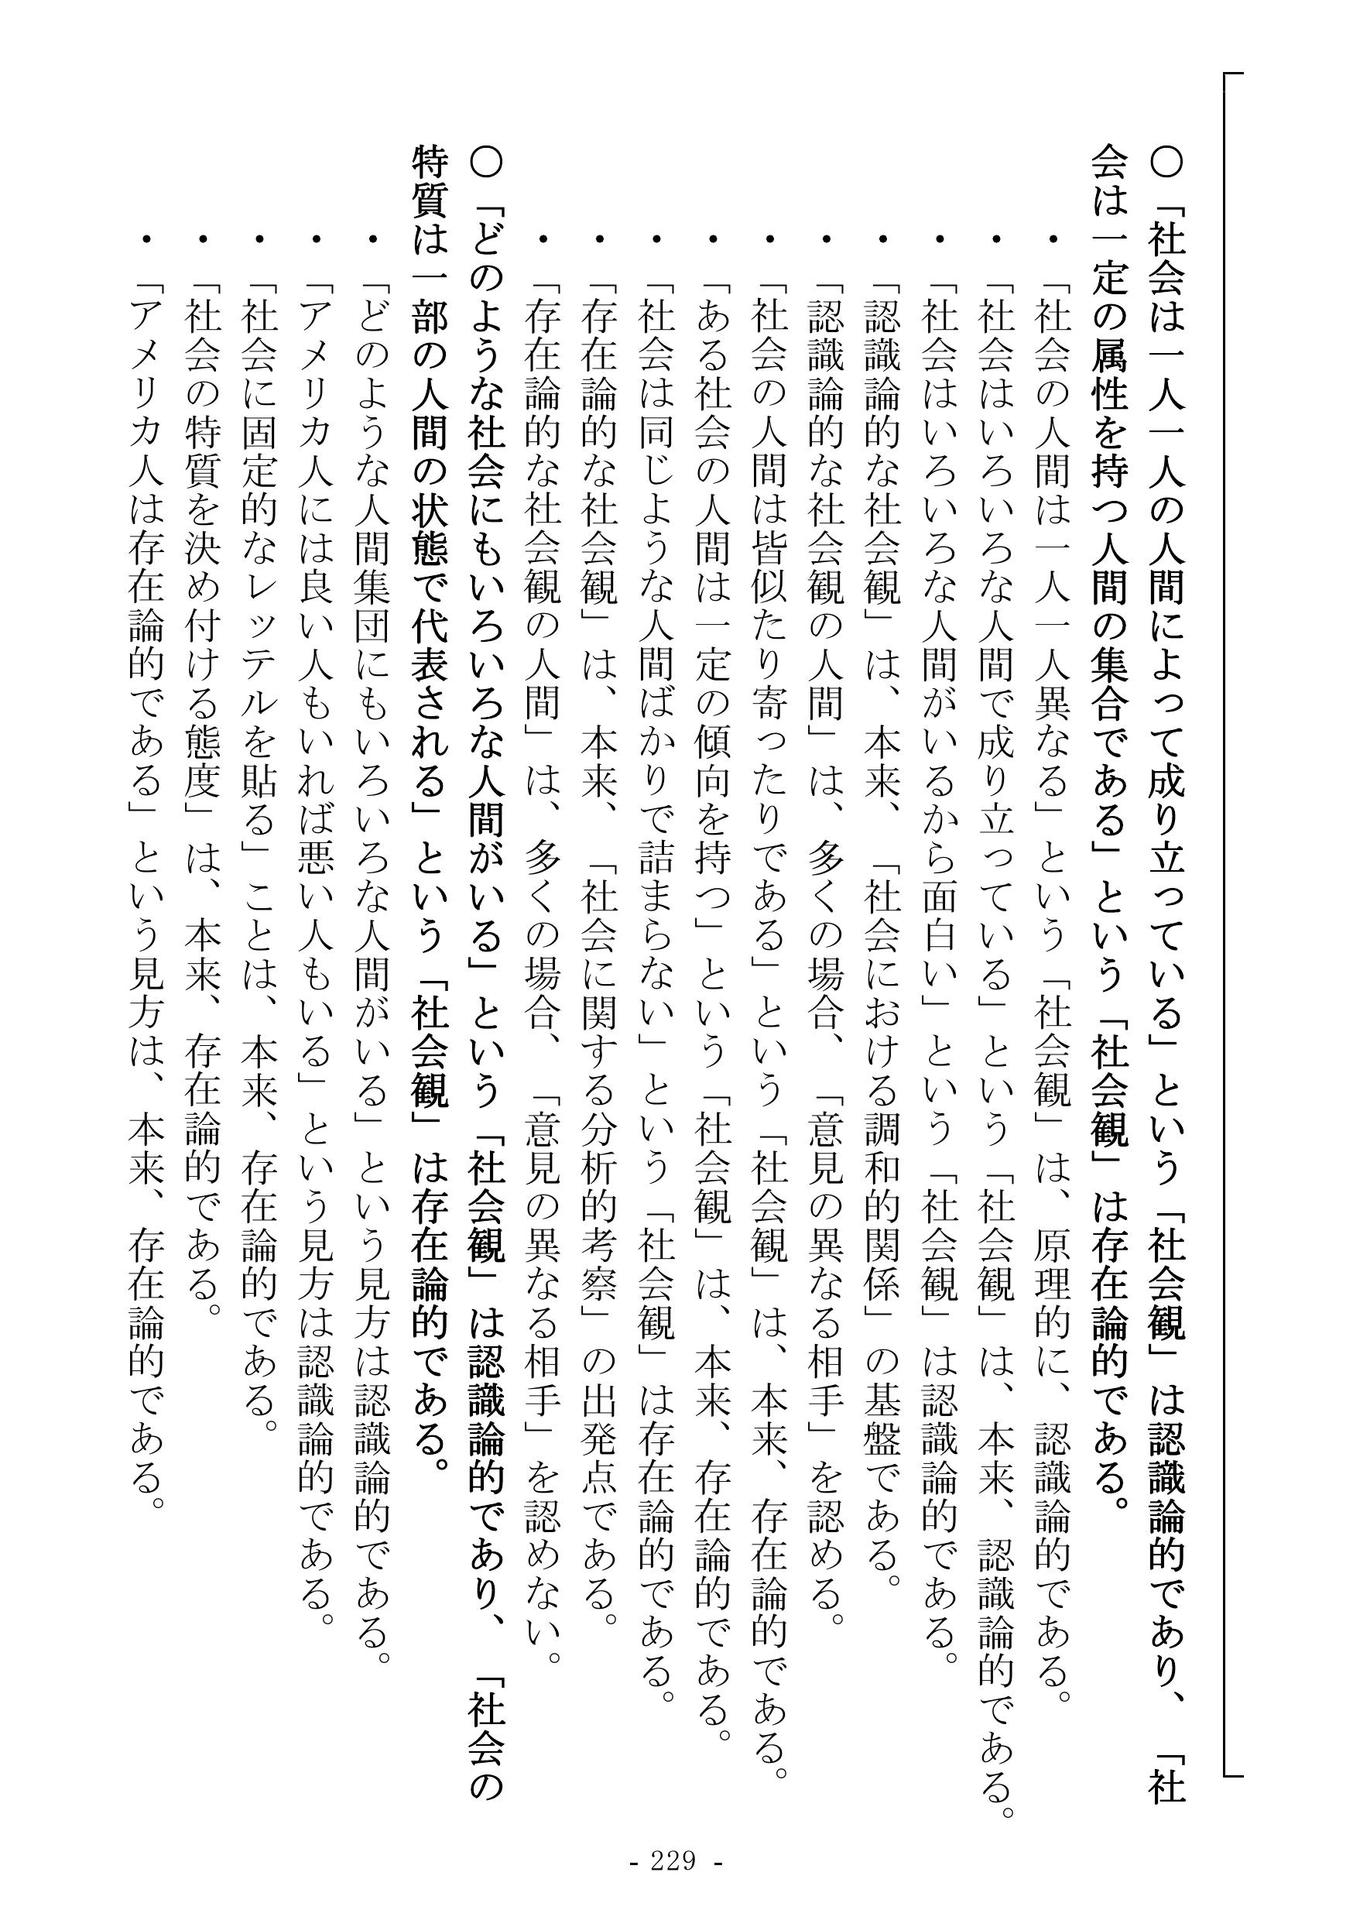 〇「社会は一人一人の人間によって成り立っている」という「社会観」は認識論的であり、「社
会は一定の属性を持つ人間の集合である」という「社会観」は存在論的である。
・「社会の人間は一人一人異なる」という「社会観」は、原理的に、認識論的である。
・「社会はいろいろな人間で成り立っている」という「社会観」は、本来、認識論的である。
・「社会はいろいろな人間がいるから面白い」という「社会観」は認識論的である。
・「認識論的な社会観」は、本来、「社会における調和的関係」の基盤である。
・「認識論的な社会観の人間」は、多くの場合、「意見の異なる相手」を認める。
・「社会の人間は皆似たり寄ったりである」という「社会観」は、本来、存在論的である。
・「ある社会の人間は一定の傾向を持つ」という「社会観」は、本来、存在論的である。
・「社会は同じような人間ばかりで詰まらない」という「社会観」は存在論的である。
・「存在論的な社会観」は、本来、「社会に関する分析的考察」の出発点である。
・「存在論的な社会観の人間」は、多くの場合、「意見の異なる相手」を認めない。
〇「どのような社会にもいろいろな人間がいる」という「社会観」は認識論的であり、「社会の
特質は一部の人間の状態で代表される」という「社会観」は存在論的である。
・「どのような人間集団にもいろいろな人間がいる」という見方は認識論的である。
・「アメリカ人には良い人もいれば悪い人もいる」という見方は認識論的である。
・「社会に固定的なレッテルを貼る」ことは、本来、存在論的である。
・「社会の特質を決め付ける態度」は、本来、存在論的である。
・「アメリカ人は存在論的である」という見方は、本来、存在論的である。
- 229 -